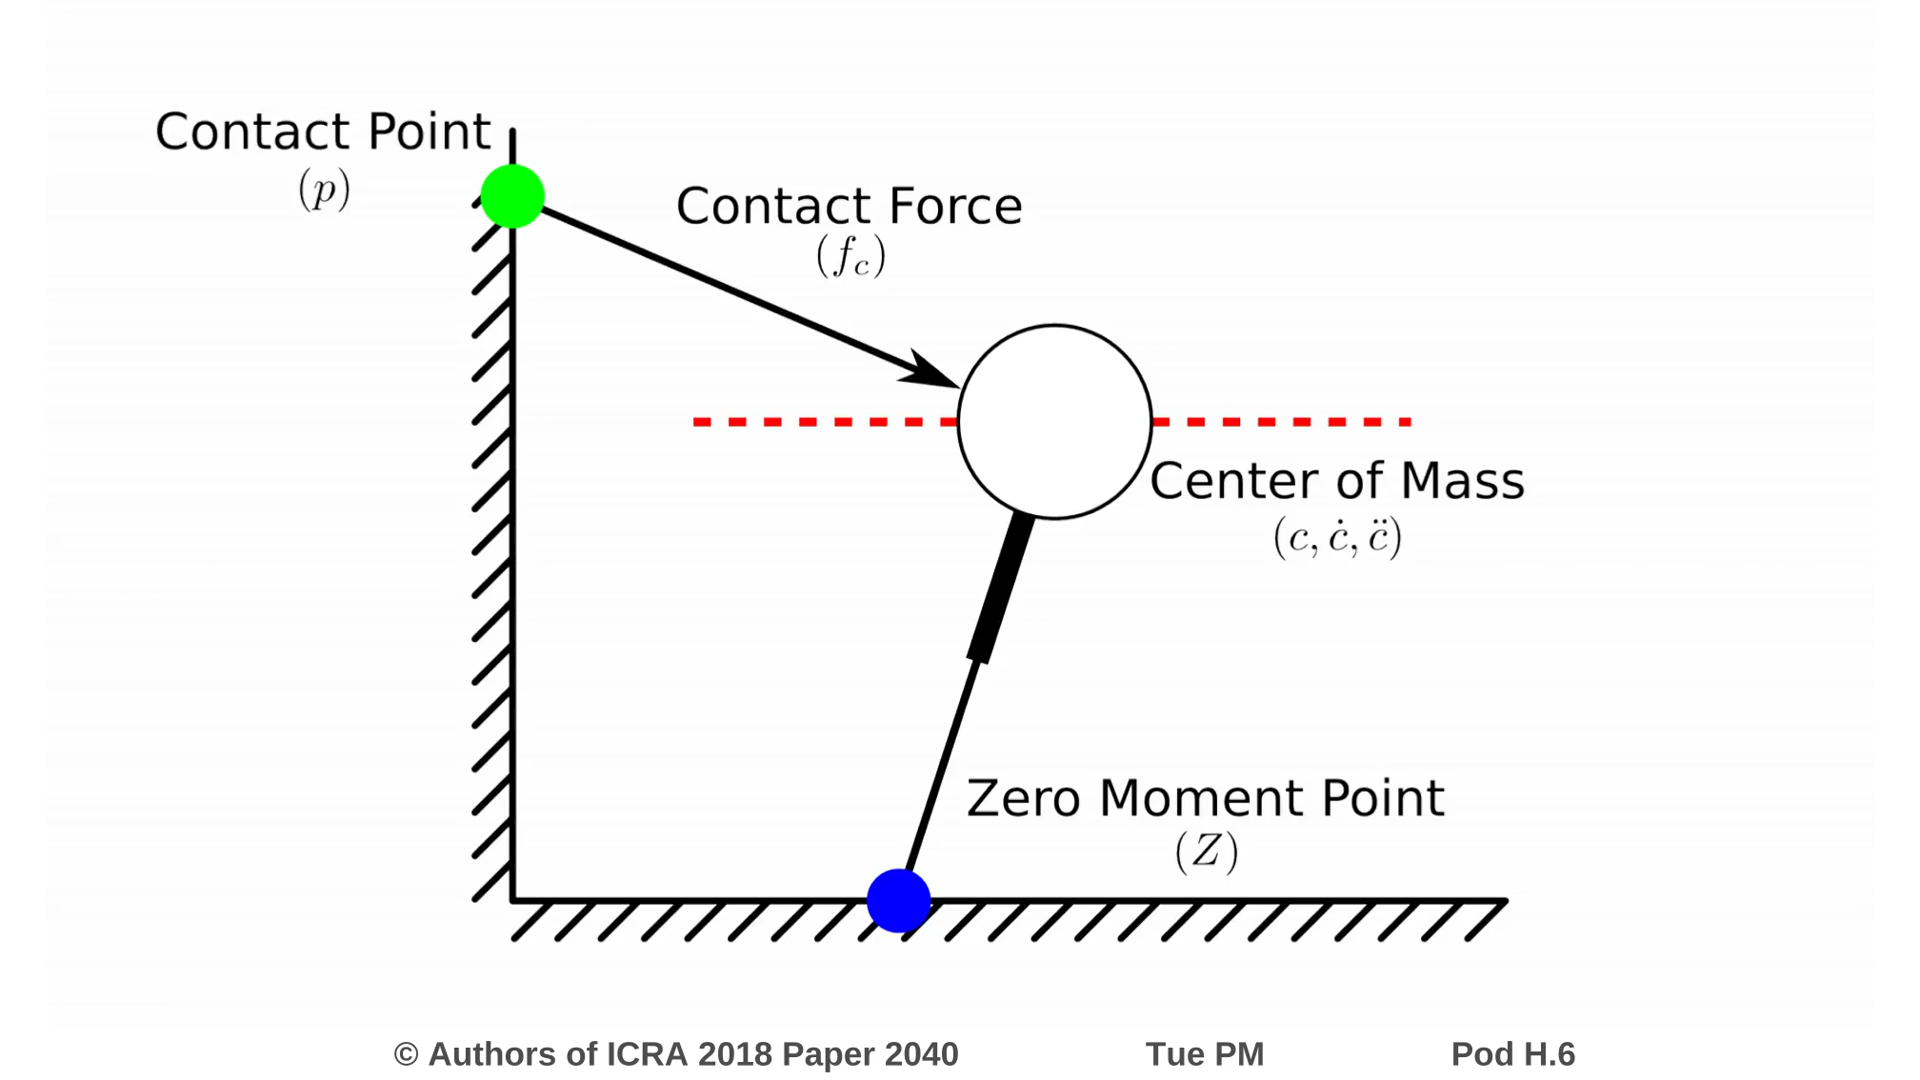 Contact Point
(p)
Contact Force
(f_c)
Center of Mass
(c, ċ, c̈)
Zero Moment Point
(Z)
© Authors of ICRA 2018 Paper 2040 Tue PM Pod H.6